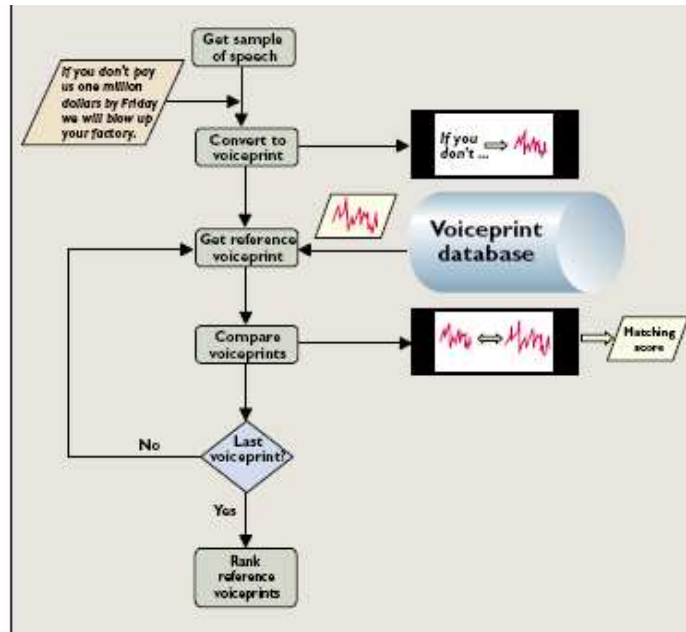 Get sample
of speech
If you don't pay
us one million
dollars by Friday
we will blow up
your factory.
Convert to
voiceprint
If you
don't ...
Get reference
voiceprint
Voiceprint
database
Compare
voiceprints
Matching
score
No
Last
voiceprint?
Yes
Rank
reference
voiceprints